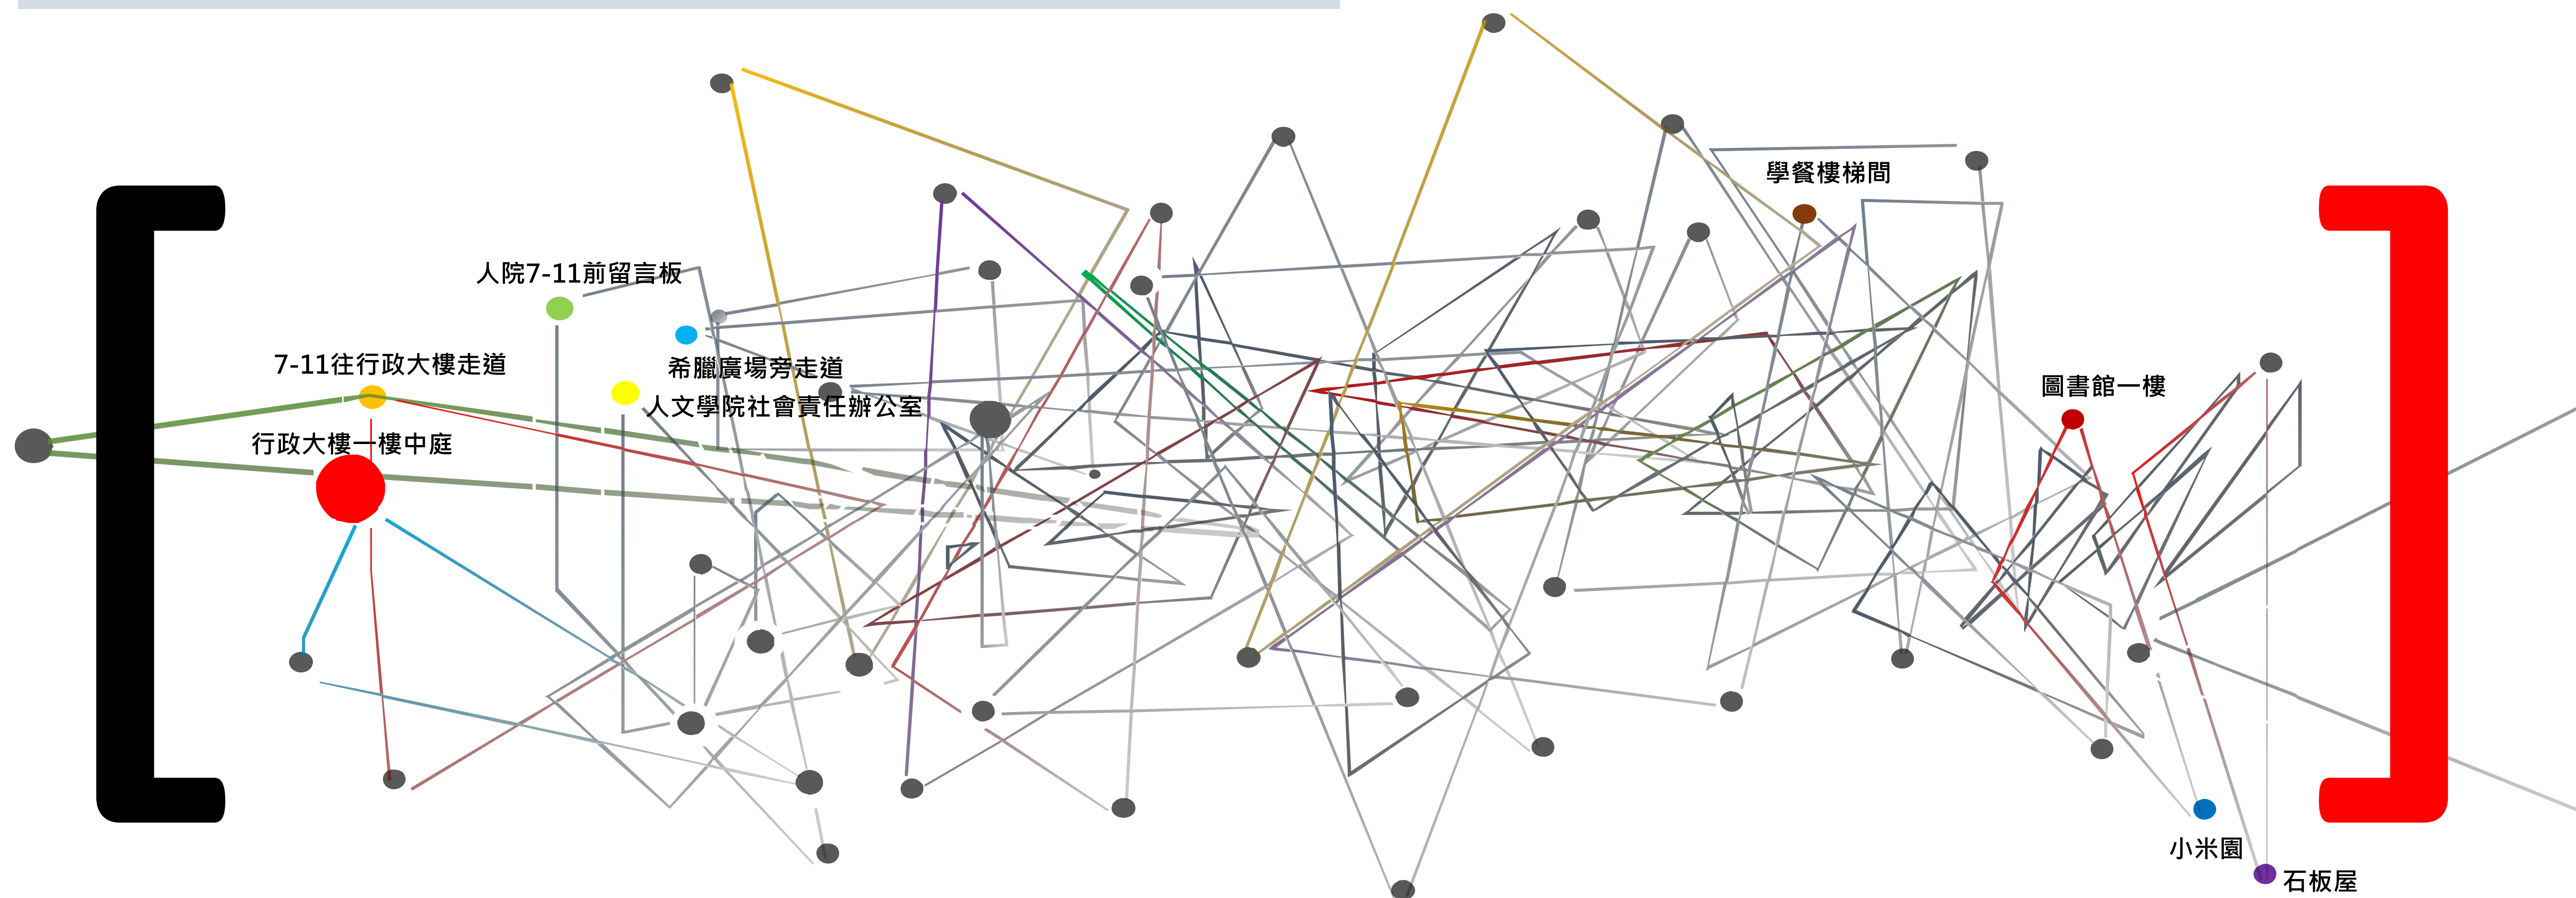 學餐樓梯間
人院7-11前留言板
7-11往行政大樓走道
希臘廣場旁走道
圖書館一樓
人文學院社會責任辦公室
行政大樓一樓中庭
小米園
石板屋